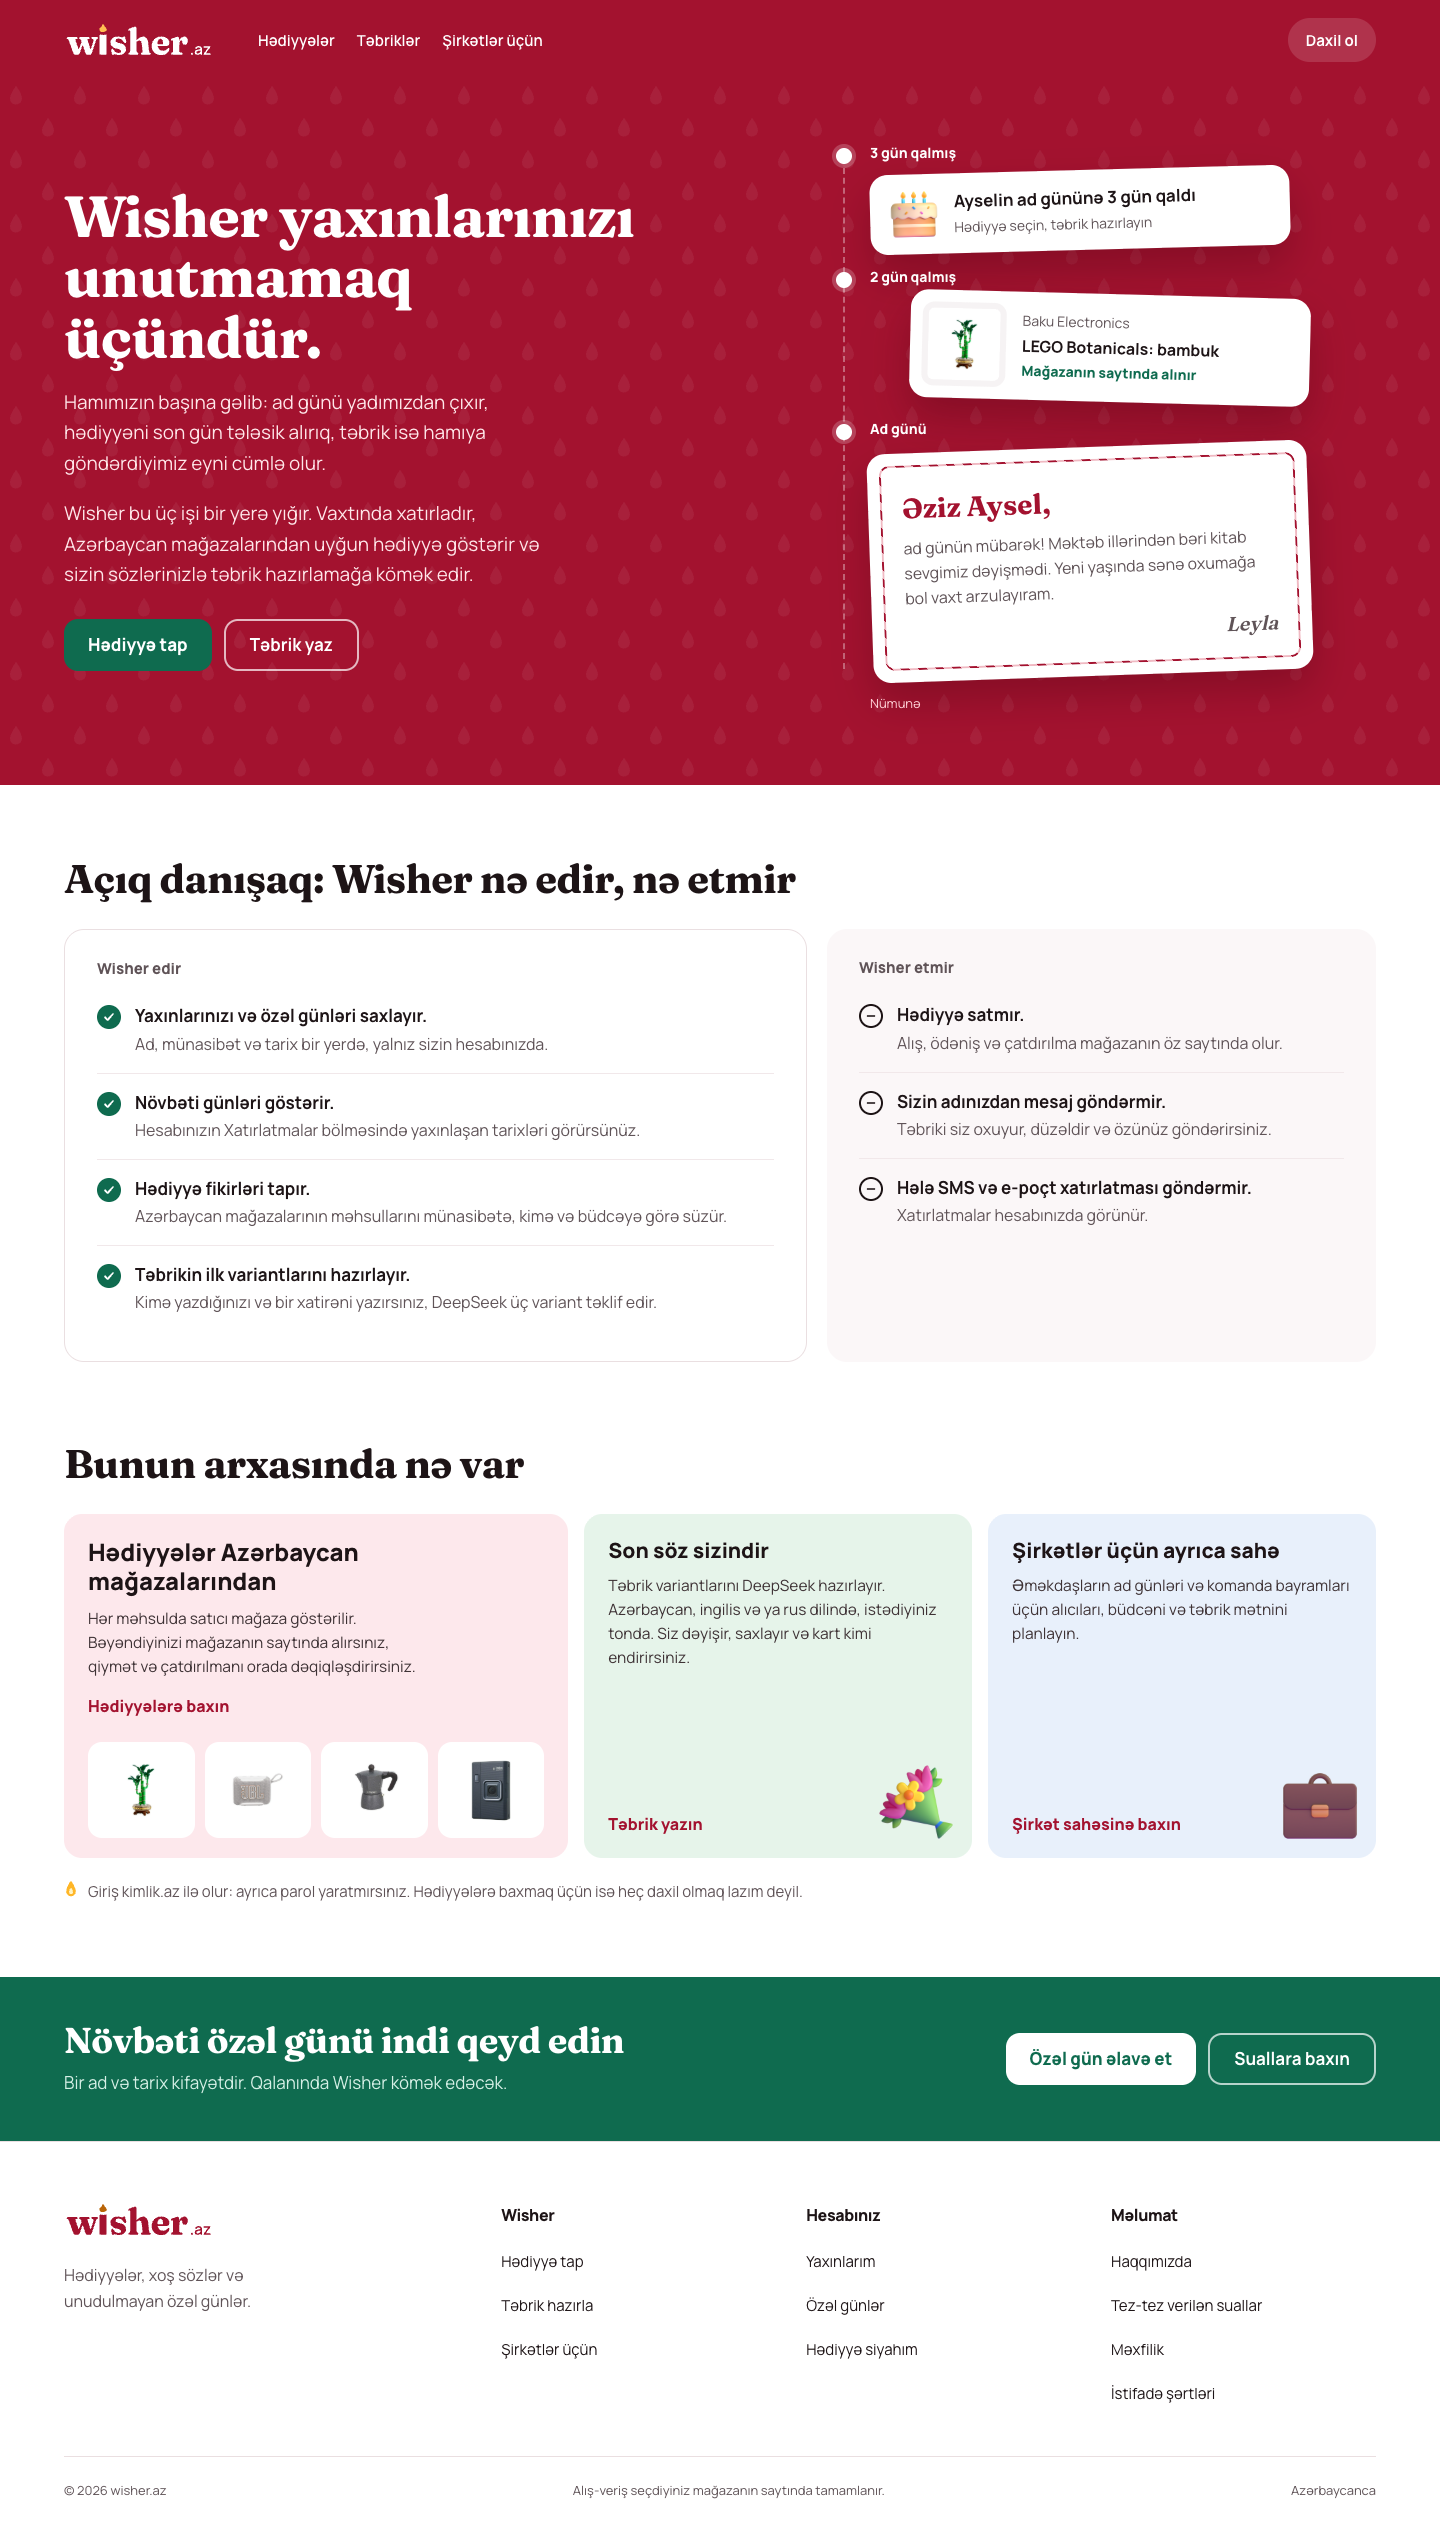 wisher.az
Hədiyyələr
Təbriklər
Şirkətlər üçün
Daxil ol
Wisher yaxınlarınızı
unutmamaq
üçündür.
Hamımızın başına gəlib: ad günü yadımızdan çıxır,
hədiyyəni son gün tələsik alırıq, təbrik isə hamıya
göndərdiyimiz eyni cümlə olur.
Wisher bu üç işi bir yerə yığır. Vaxtında xatırladır,
Azərbaycan mağazalarından uyğun hədiyyə göstərir və
sizin sözlərinizlə təbrik hazırlamağa kömək edir.
Hədiyyə tap
Təbrik yaz
3 gün qalmış
Ayselin ad gününə 3 gün qaldı
Hədiyyə seçin, təbrik hazırlayın
2 gün qalmış
Baku Electronics
LEGO Botanicals: bambuk
Mağazanın saytında alınır
Ad günü
Əziz Aysel,
ad günün mübarək! Məktəb illərindən bəri kitab
sevgimiz dəyişmədi. Yeni yaşında sənə oxumağa
bol vaxt arzulayıram.
Leyla
Nümunə
Açıq danışaq: Wisher nə edir, nə etmir
Wisher edir
Yaxınlarınızı və özəl günləri saxlayır.
Ad, münasibət və tarix bir yerdə, yalnız sizin hesabınızda.
Növbəti günləri göstərir.
Hesabınızın Xatırlatmalar bölməsində yaxınlaşan tarixləri görürsünüz.
Hədiyyə fikirləri tapır.
Azərbaycan mağazalarının məhsullarını münasibətə, kimə və büdcəyə görə süzür.
Təbrikin ilk variantlarını hazırlayır.
Kimə yazdığınızı və bir xatirəni yazırsınız, DeepSeek üç variant təklif edir.
Wisher etmir
Hədiyyə satmır.
Alış, ödəniş və çatdırılma mağazanın öz saytında olur.
Sizin adınızdan mesaj göndərmir.
Təbriki siz oxuyur, düzəldir və özünüz göndərirsiniz.
Hələ SMS və e-poçt xatırlatması göndərmir.
Xatırlatmalar hesabınızda görünür.
Bunun arxasında nə var
Hədiyyələr Azərbaycan
mağazalarından
Hər məhsulda satıcı mağaza göstərilir.
Bəyəndiyinizi mağazanın saytında alırsınız,
qiymət və çatdırılmanı orada dəqiqləşdirirsiniz.
Hədiyyələrə baxın
JBL
Son söz sizindir
Təbrik variantlarını DeepSeek hazırlayır.
Azərbaycan, ingilis və ya rus dilində, istədiyiniz
tonda. Siz dəyişir, saxlayır və kart kimi
endirirsiniz.
Təbrik yazın
Şirkətlər üçün ayrıca sahə
Əməkdaşların ad günləri və komanda bayramları
üçün alıcıları, büdcəni və təbrik mətnini
planlayın.
Şirkət sahəsinə baxın
Giriş kimlik.az ilə olur: ayrıca parol yaratmırsınız. Hədiyyələrə baxmaq üçün isə heç daxil olmaq lazım deyil.
Növbəti özəl günü indi qeyd edin
Bir ad və tarix kifayətdir. Qalanında Wisher kömək edəcək.
Özəl gün əlavə et
Suallara baxın
wisher.az
Hədiyyələr, xoş sözlər və
unudulmayan özəl günlər.
Wisher
Hədiyyə tap
Təbrik hazırla
Şirkətlər üçün
Hesabınız
Yaxınlarım
Özəl günlər
Hədiyyə siyahım
Məlumat
Haqqımızda
Tez-tez verilən suallar
Məxfilik
İstifadə şərtləri
© 2026 wisher.az
Alış-veriş seçdiyiniz mağazanın saytında tamamlanır.
Azərbaycanca